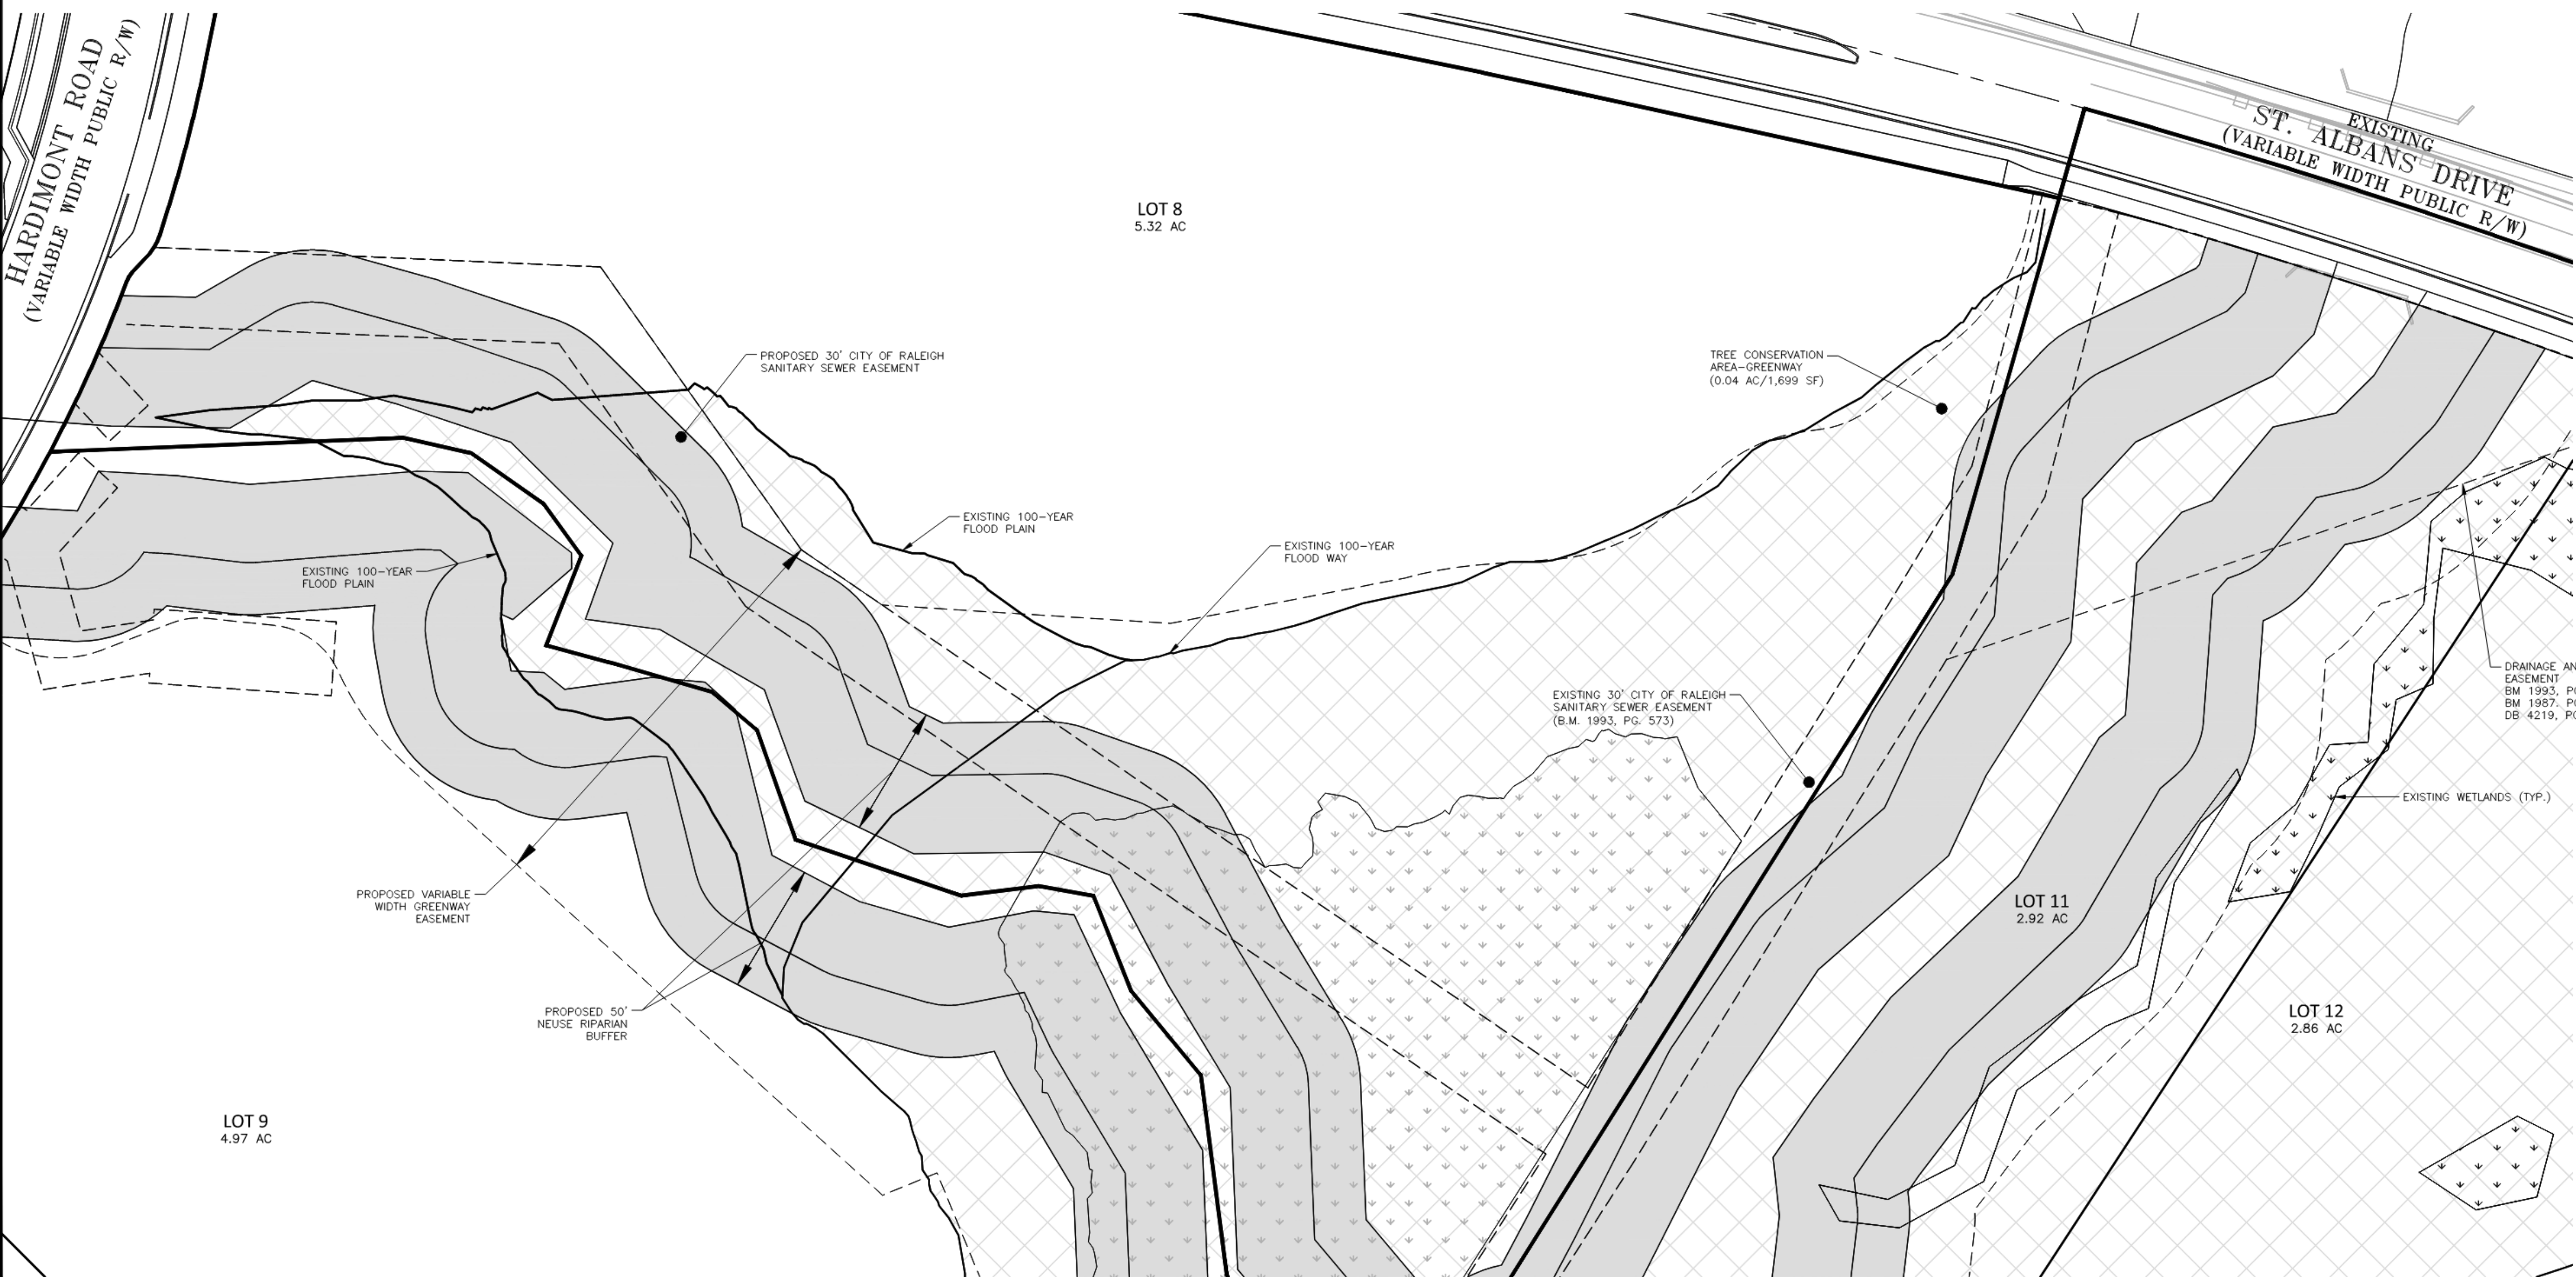 HARDIMONT ROAD
(VARIABLE WIDTH PUBLIC R/W)
EXISTING
ST. ALBANS DRIVE
(VARIABLE WIDTH PUBLIC R/W)
LOT 8
5.32 AC
PROPOSED 30' CITY OF RALEIGH
SANITARY SEWER EASEMENT
TREE CONSERVATION
AREA-GREENWAY
(0.04 AC/1,699 SF)
EXISTING 100-YEAR
FLOOD PLAIN
EXISTING 100-YEAR
FLOOD WAY
EXISTING 100-YEAR
FLOOD PLAIN
EXISTING 30' CITY OF RALEIGH
SANITARY SEWER EASEMENT
(B.M. 1993, PG. 573)
DRAINAGE AN
EASEMENT
BM 1993, P
BM 1987. P
DB 4219, P
EXISTING WETLANDS (TYP.)
PROPOSED VARIABLE
WIDTH GREENWAY
EASEMENT
LOT 11
2.92 AC
PROPOSED 50'
NEUSE RIPARIAN
BUFFER
LOT 12
2.86 AC
LOT 9
4.97 AC